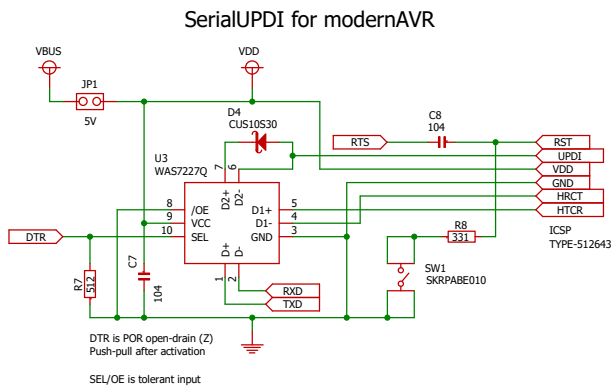 SerialUPDI for modernAVR
VBUS
VDD
JP1
5V
D4
CUS10S30
C8
104
RTS
RST
UPDI
VDD
GND
HRCT
HTCR
U3
WAS7227Q
7
6
D2+
D2-
8
/OE
9
VCC
10
SEL
D1+
5
D1-
4
GND
3
D+
D-
1
2
DTR
R7
512
C7
104
RXD
TXD
R8
331
SW1
SKRPABE010
ICSP
TYPE-512643
DTR is POR open-drain (Z)
Push-pull after activation
SEL/OE is tolerant input